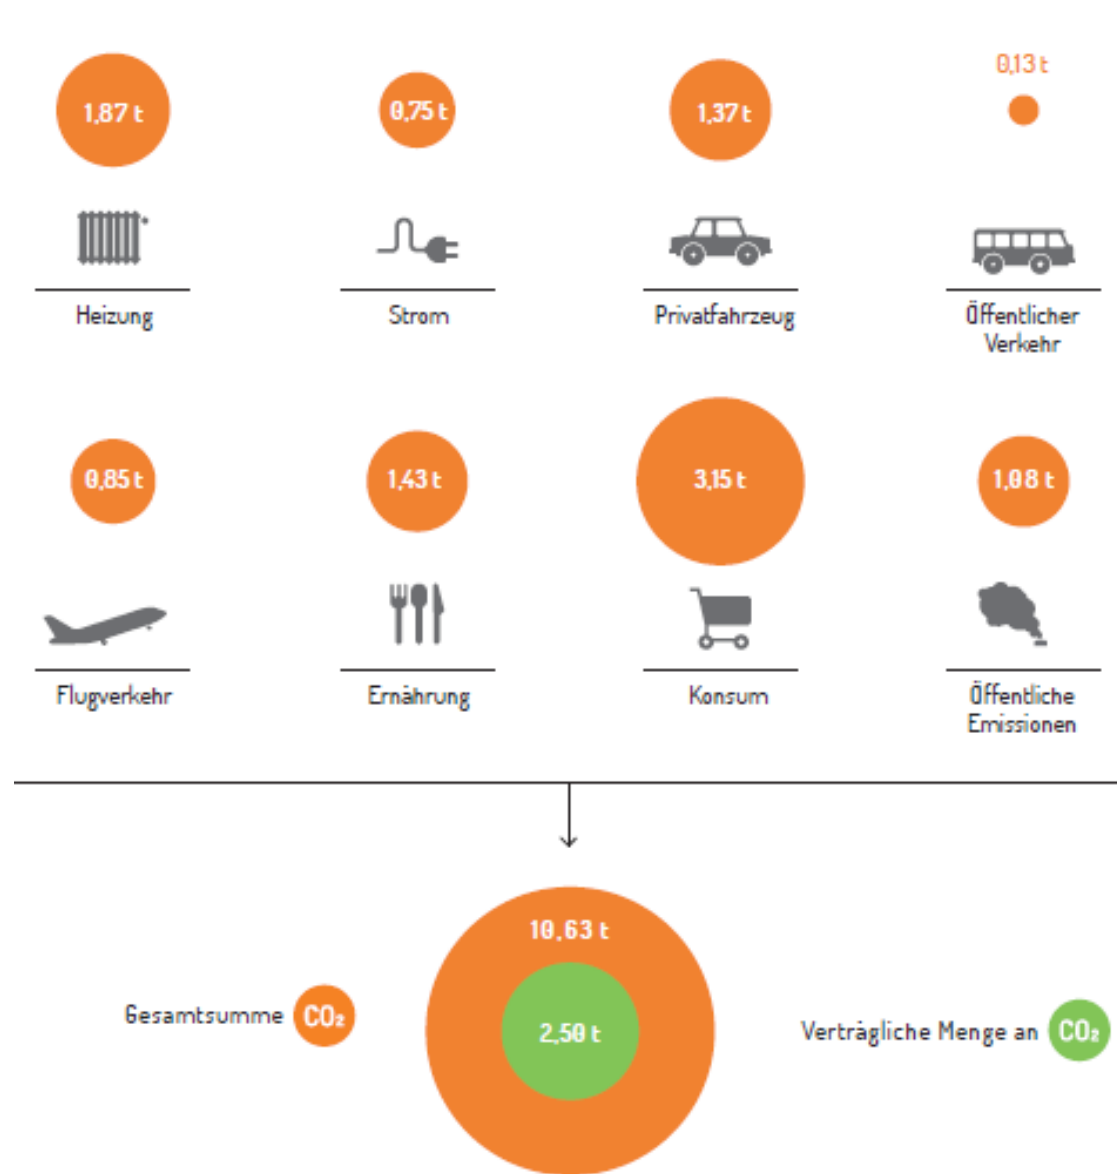 1,87 t
0,75 t
1,37 t
0,13 t
Heizung
Strom
Privatfahrzeug
Öffentlicher
Verkehr
0,85 t
1,43 t
3,15 t
1,08 t
Flugverkehr
Ernährung
Konsum
Öffentliche
Emissionen
10,63 t
Gesamtsumme CO₂
2,50 t
Verträgliche Menge an CO₂